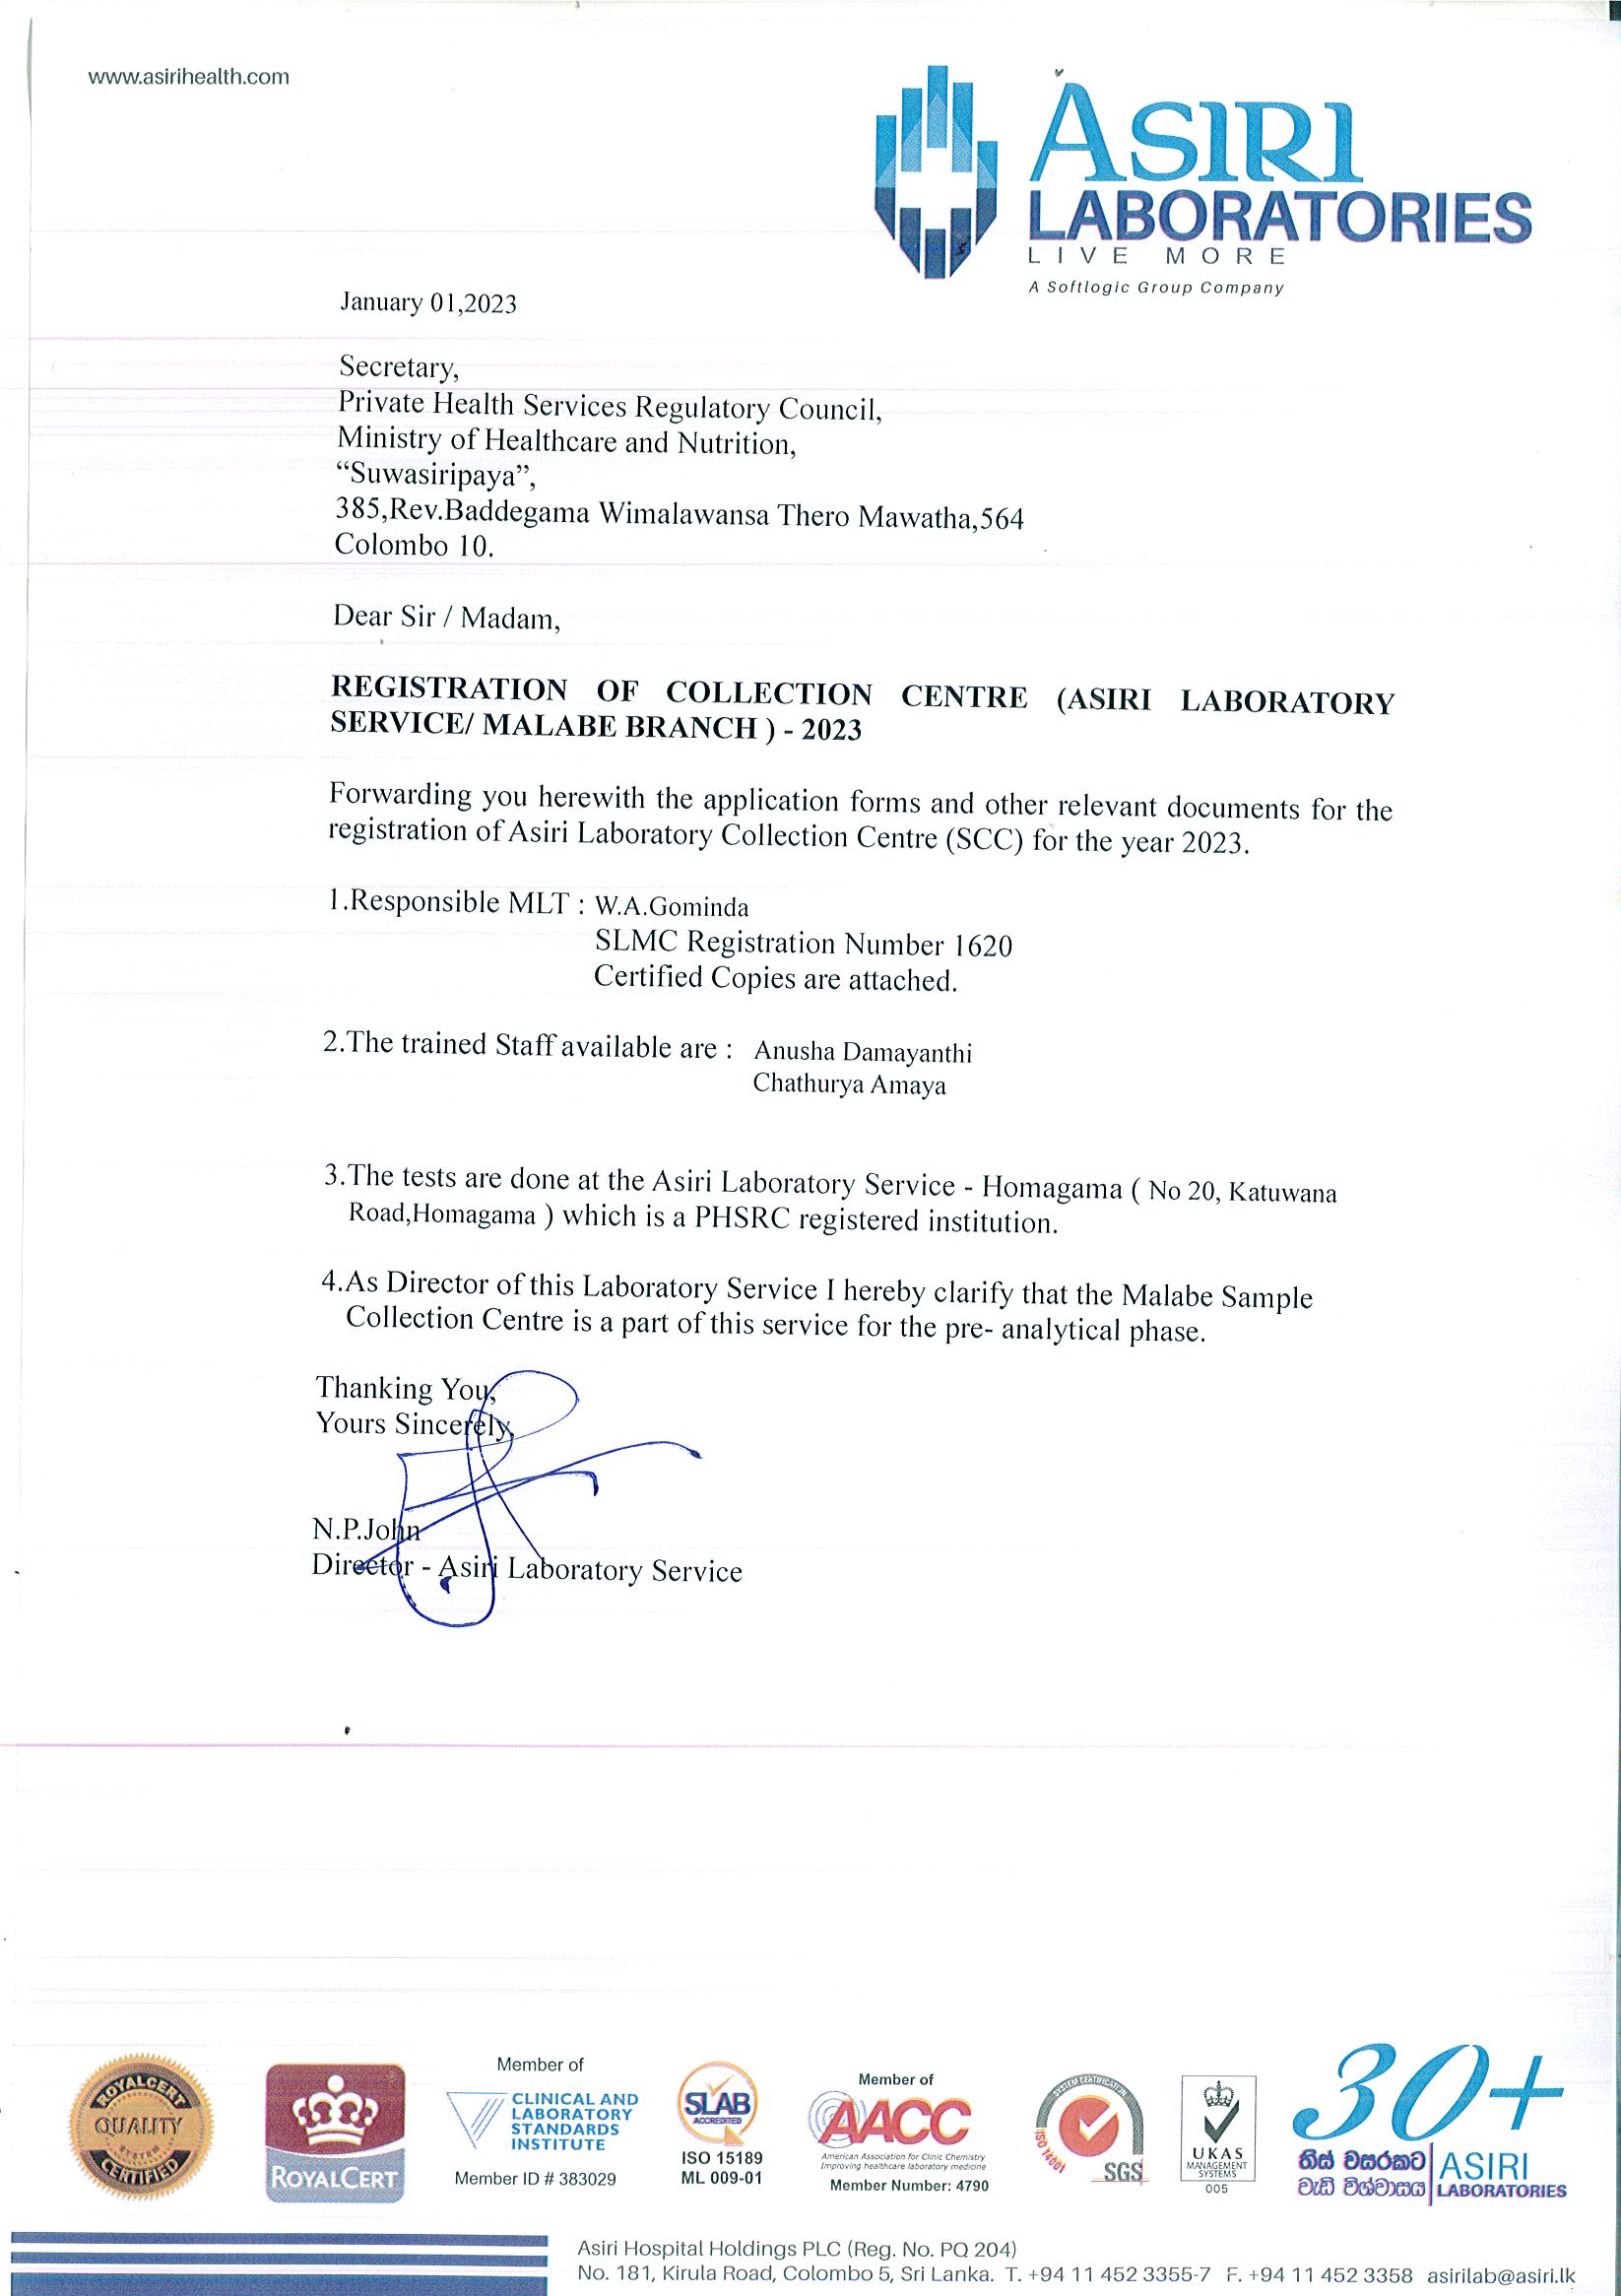 www.asirihealth.com
ASIRI
LABORATORIES
LIVE MORE
A Softlogic Group Company
January 01,2023
Secretary,
Private Health Services Regulatory Council,
Ministry of Healthcare and Nutrition,
“Suwasiripaya”,
385,Rev.Baddegama Wimalawansa Thero Mawatha,564
Colombo 10.
Dear Sir / Madam,
REGISTRATION OF COLLECTION CENTRE (ASIRI LABORATORY
SERVICE/ MALABE BRANCH ) - 2023
Forwarding you herewith the application forms and other relevant documents for the
registration of Asiri Laboratory Collection Centre (SCC) for the year 2023.
1.Responsible MLT : W.A.Gominda
SLMC Registration Number 1620
Certified Copies are attached.
2.The trained Staff available are : Anusha Damayanthi
Chathurya Amaya
3.The tests are done at the Asiri Laboratory Service - Homagama ( No 20, Katuwana
Road,Homagama ) which is a PHSRC registered institution.
4.As Director of this Laboratory Service I hereby clarify that the Malabe Sample
Collection Centre is a part of this service for the pre- analytical phase.
Thanking You,
Yours Sincerely,
N.P.John
Director - Asiri Laboratory Service
ROYALCERT
QUALITY
SYSTEM
CERTIFIED
ROYALCERT
Member of
CLINICAL AND
LABORATORY
STANDARDS
INSTITUTE
Member ID # 383029
SLAB
ACCREDITED
ISO 15189
ML 009-01
Member of
AACC
American Association for Clinic Chemistry
Improving healthcare laboratory medicine
Member Number: 4790
SYSTEM CERTIFICATION
ISO 14001
SGS
UKAS
MANAGEMENT
SYSTEMS
005
30+
තිස් වසරකට
වැඩි විශ්වාසය
ASIRI
LABORATORIES
Asiri Hospital Holdings PLC (Reg. No. PQ 204)
No. 181, Kirula Road, Colombo 5, Sri Lanka. T. +94 11 452 3355-7 F. +94 11 452 3358 asirilab@asiri.lk